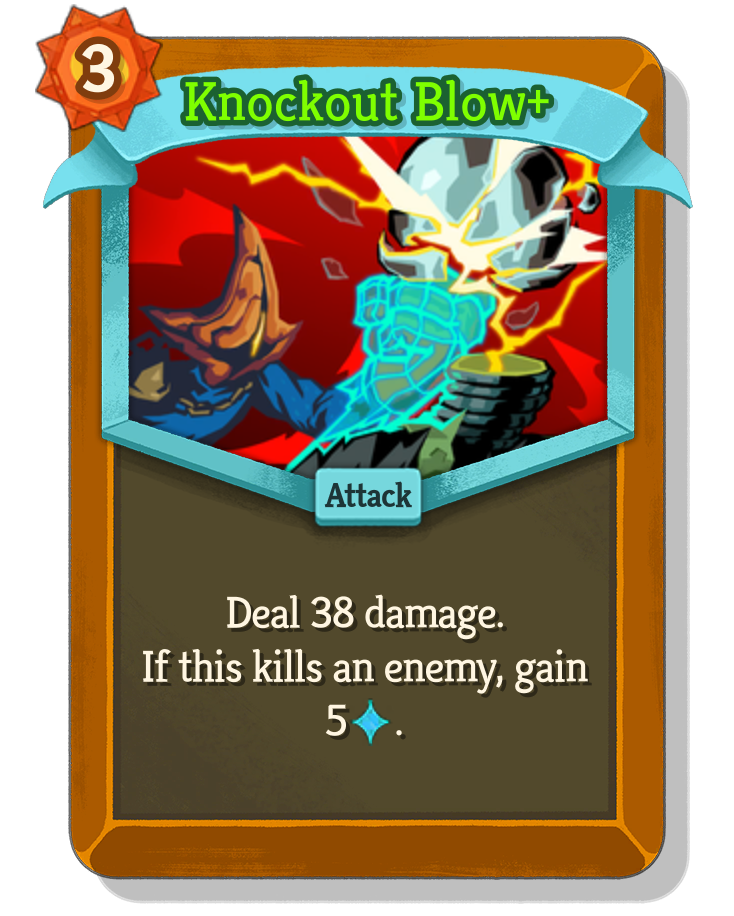 3
Knockout Blow+
Attack
Deal 38 damage.
If this kills an enemy, gain
5.